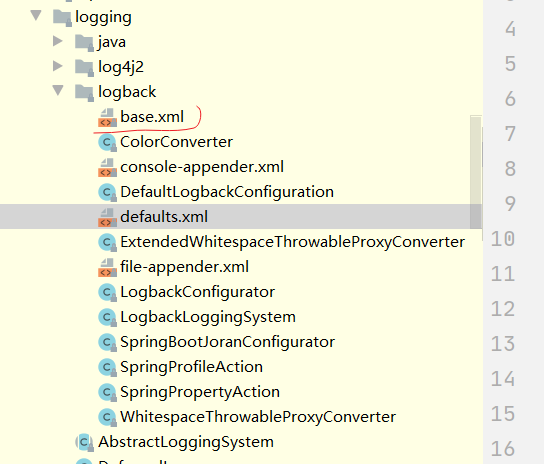 logging
java
log4j2
logback
base.xml
ColorConverter
console-appender.xml
DefaultLogbackConfiguration
defaults.xml
ExtendedWhitespaceThrowableProxyConverter
file-appender.xml
LogbackConfigurator
LogbackLoggingSystem
SpringBootJoranConfigurator
SpringProfileAction
SpringPropertyAction
WhitespaceThrowableProxyConverter
AbstractLoggingSystem
4
5
6
7
8
9
10
11
12
13
14
15
16